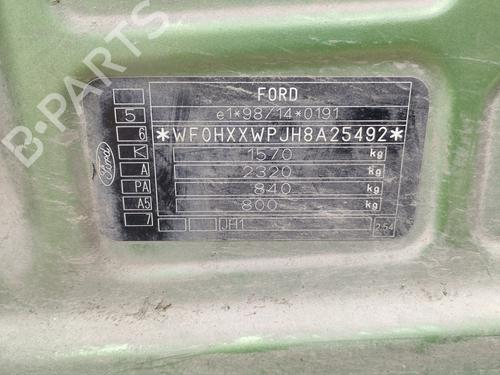 B-PARTS
FORD
5 e1*98/14*0191
6 *WF0HXXWPJH8A25492*
K 1570 kg
A 2320 kg
PA 840 kg
A5 800 kg
7 JH1 254
Ford